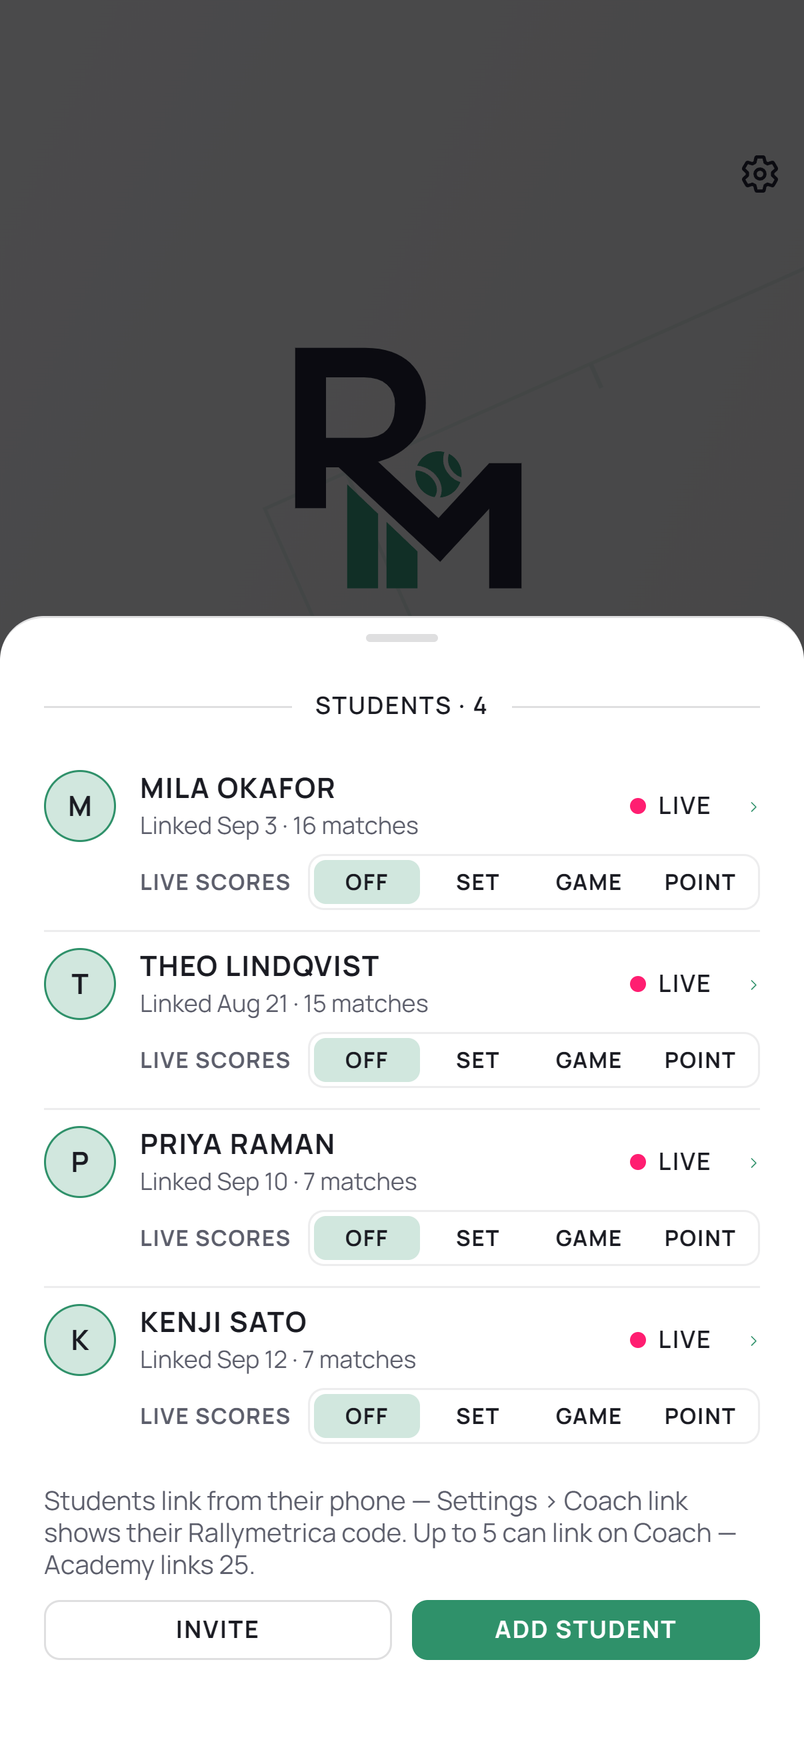 RM
STUDENTS · 4
M
MILA OKAFOR
Linked Sep 3 · 16 matches
LIVE
LIVE SCORES OFF SET GAME POINT
T
THEO LINDQVIST
Linked Aug 21 · 15 matches
LIVE
LIVE SCORES OFF SET GAME POINT
P
PRIYA RAMAN
Linked Sep 10 · 7 matches
LIVE
LIVE SCORES OFF SET GAME POINT
K
KENJI SATO
Linked Sep 12 · 7 matches
LIVE
LIVE SCORES OFF SET GAME POINT
Students link from their phone — Settings › Coach link
shows their Rallymetrica code. Up to 5 can link on Coach —
Academy links 25.
INVITE ADD STUDENT